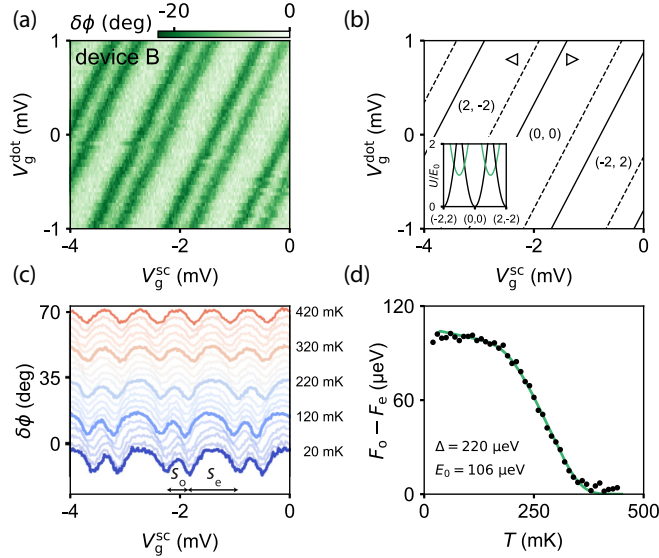 (a)
δϕ (deg)
−20
0
device B
V_g^dot (mV)
1
0
-1
-4
-2
0
V_g^sc (mV)
(b)
(2, -2)
(0, 0)
(-2, 2)
U/E_0
2
0
(-2,2)
(0,0)
(2,-2)
V_g^dot (mV)
1
0
-1
-4
-2
0
V_g^sc (mV)
(c)
δϕ (deg)
70
35
0
420 mK
320 mK
220 mK
120 mK
20 mK
S_o
S_e
-4
-2
0
V_g^sc (mV)
(d)
F_o − F_e (µeV)
120
60
0
Δ = 220 µeV
E_0 = 106 µeV
0
250
500
T (mK)